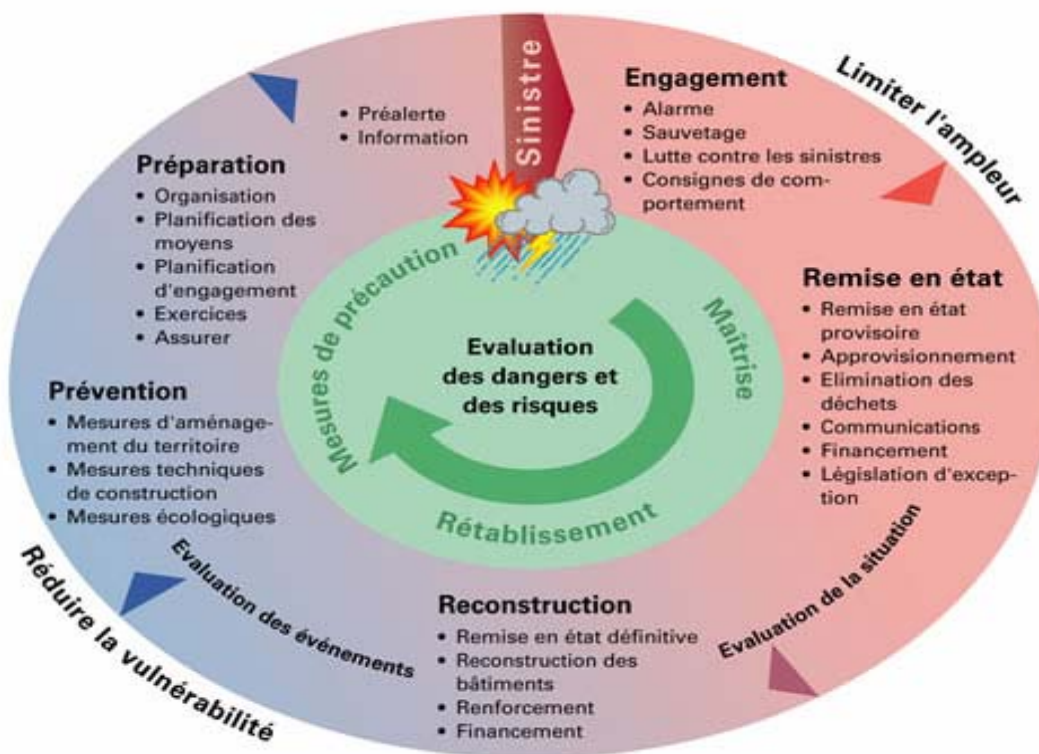 Sinistre
Engagement
• Alarme
• Sauvetage
• Lutte contre les sinistres
• Consignes de com-
portement
Limiter l'ampleur
Remise en état
• Remise en état
provisoire
• Approvisionnement
• Elimination des
déchets
• Communications
• Financement
• Législation d'excep-
tion
Evaluation de la situation
Reconstruction
• Remise en état définitive
• Reconstruction des
bâtiments
• Renforcement
• Financement
Evaluation des événements
Réduire la vulnérabilité
Prévention
• Mesures d'aménage-
ment du territoire
• Mesures techniques
de construction
• Mesures écologiques
Préparation
• Organisation
• Planification des
moyens
• Planification
d'engagement
• Exercices
• Assurer
• Préalerte
• Information
Evaluation
des dangers et
des risques
Maîtrise
Rétablissement
Mesures de précaution